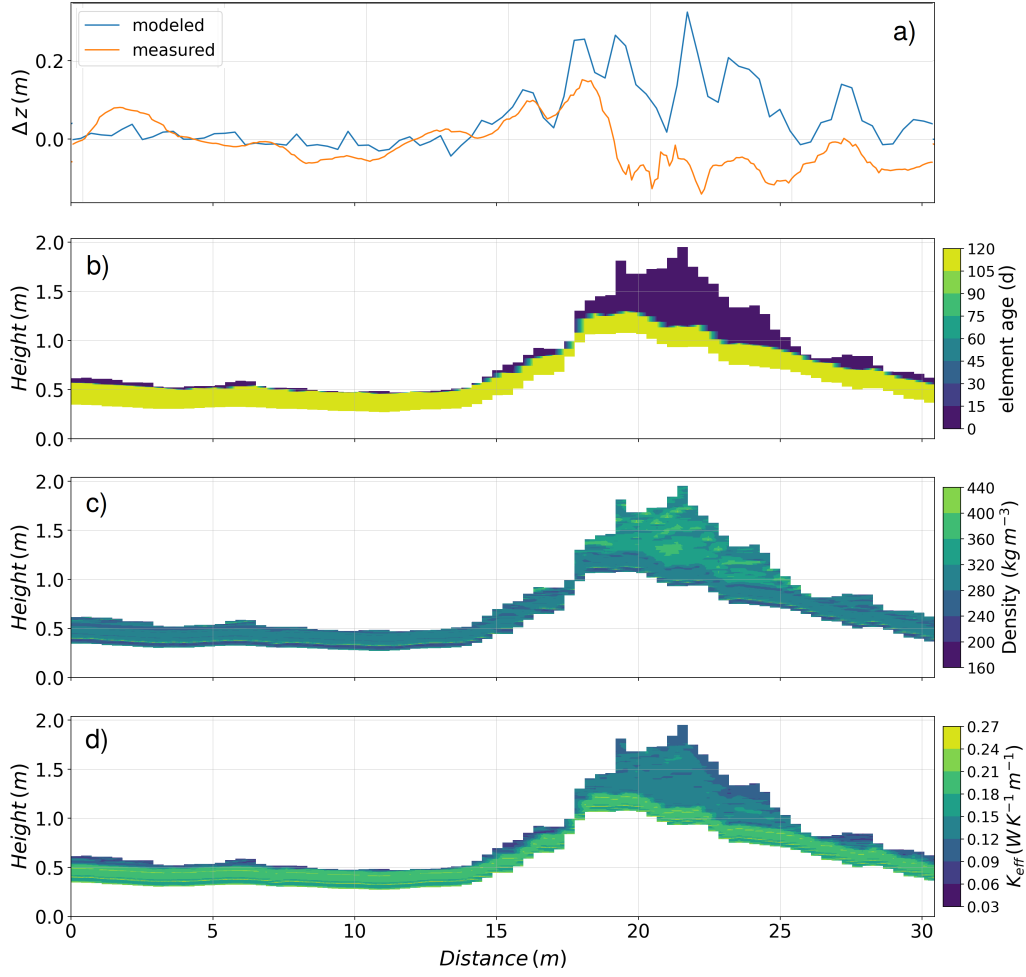 a)
modeled
measured
0.2
0.0
Δ z (m)
b)
2.0
1.5
1.0
0.5
0.0
Height (m)
120
105
90
75
60
45
30
15
0
element age (d)
c)
2.0
1.5
1.0
0.5
0.0
Height (m)
440
400
360
320
280
240
200
160
Density (kg m⁻³)
d)
2.0
1.5
1.0
0.5
0.0
Height (m)
0.27
0.24
0.21
0.18
0.15
0.12
0.09
0.06
0.03
K_eff (W K⁻¹ m⁻¹)
0 5 10 15 20 25 30
Distance (m)